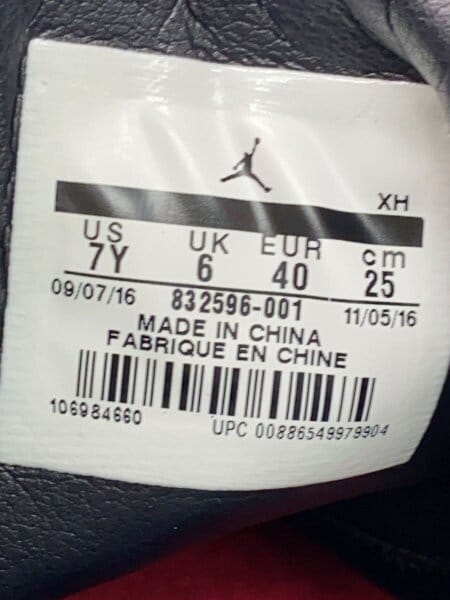 XH
US UK EUR cm
7Y 6 40 25
09/07/16 832596-001 11/05/16
MADE IN CHINA
FABRIQUE EN CHINE
106984660 UPC 00886549979904